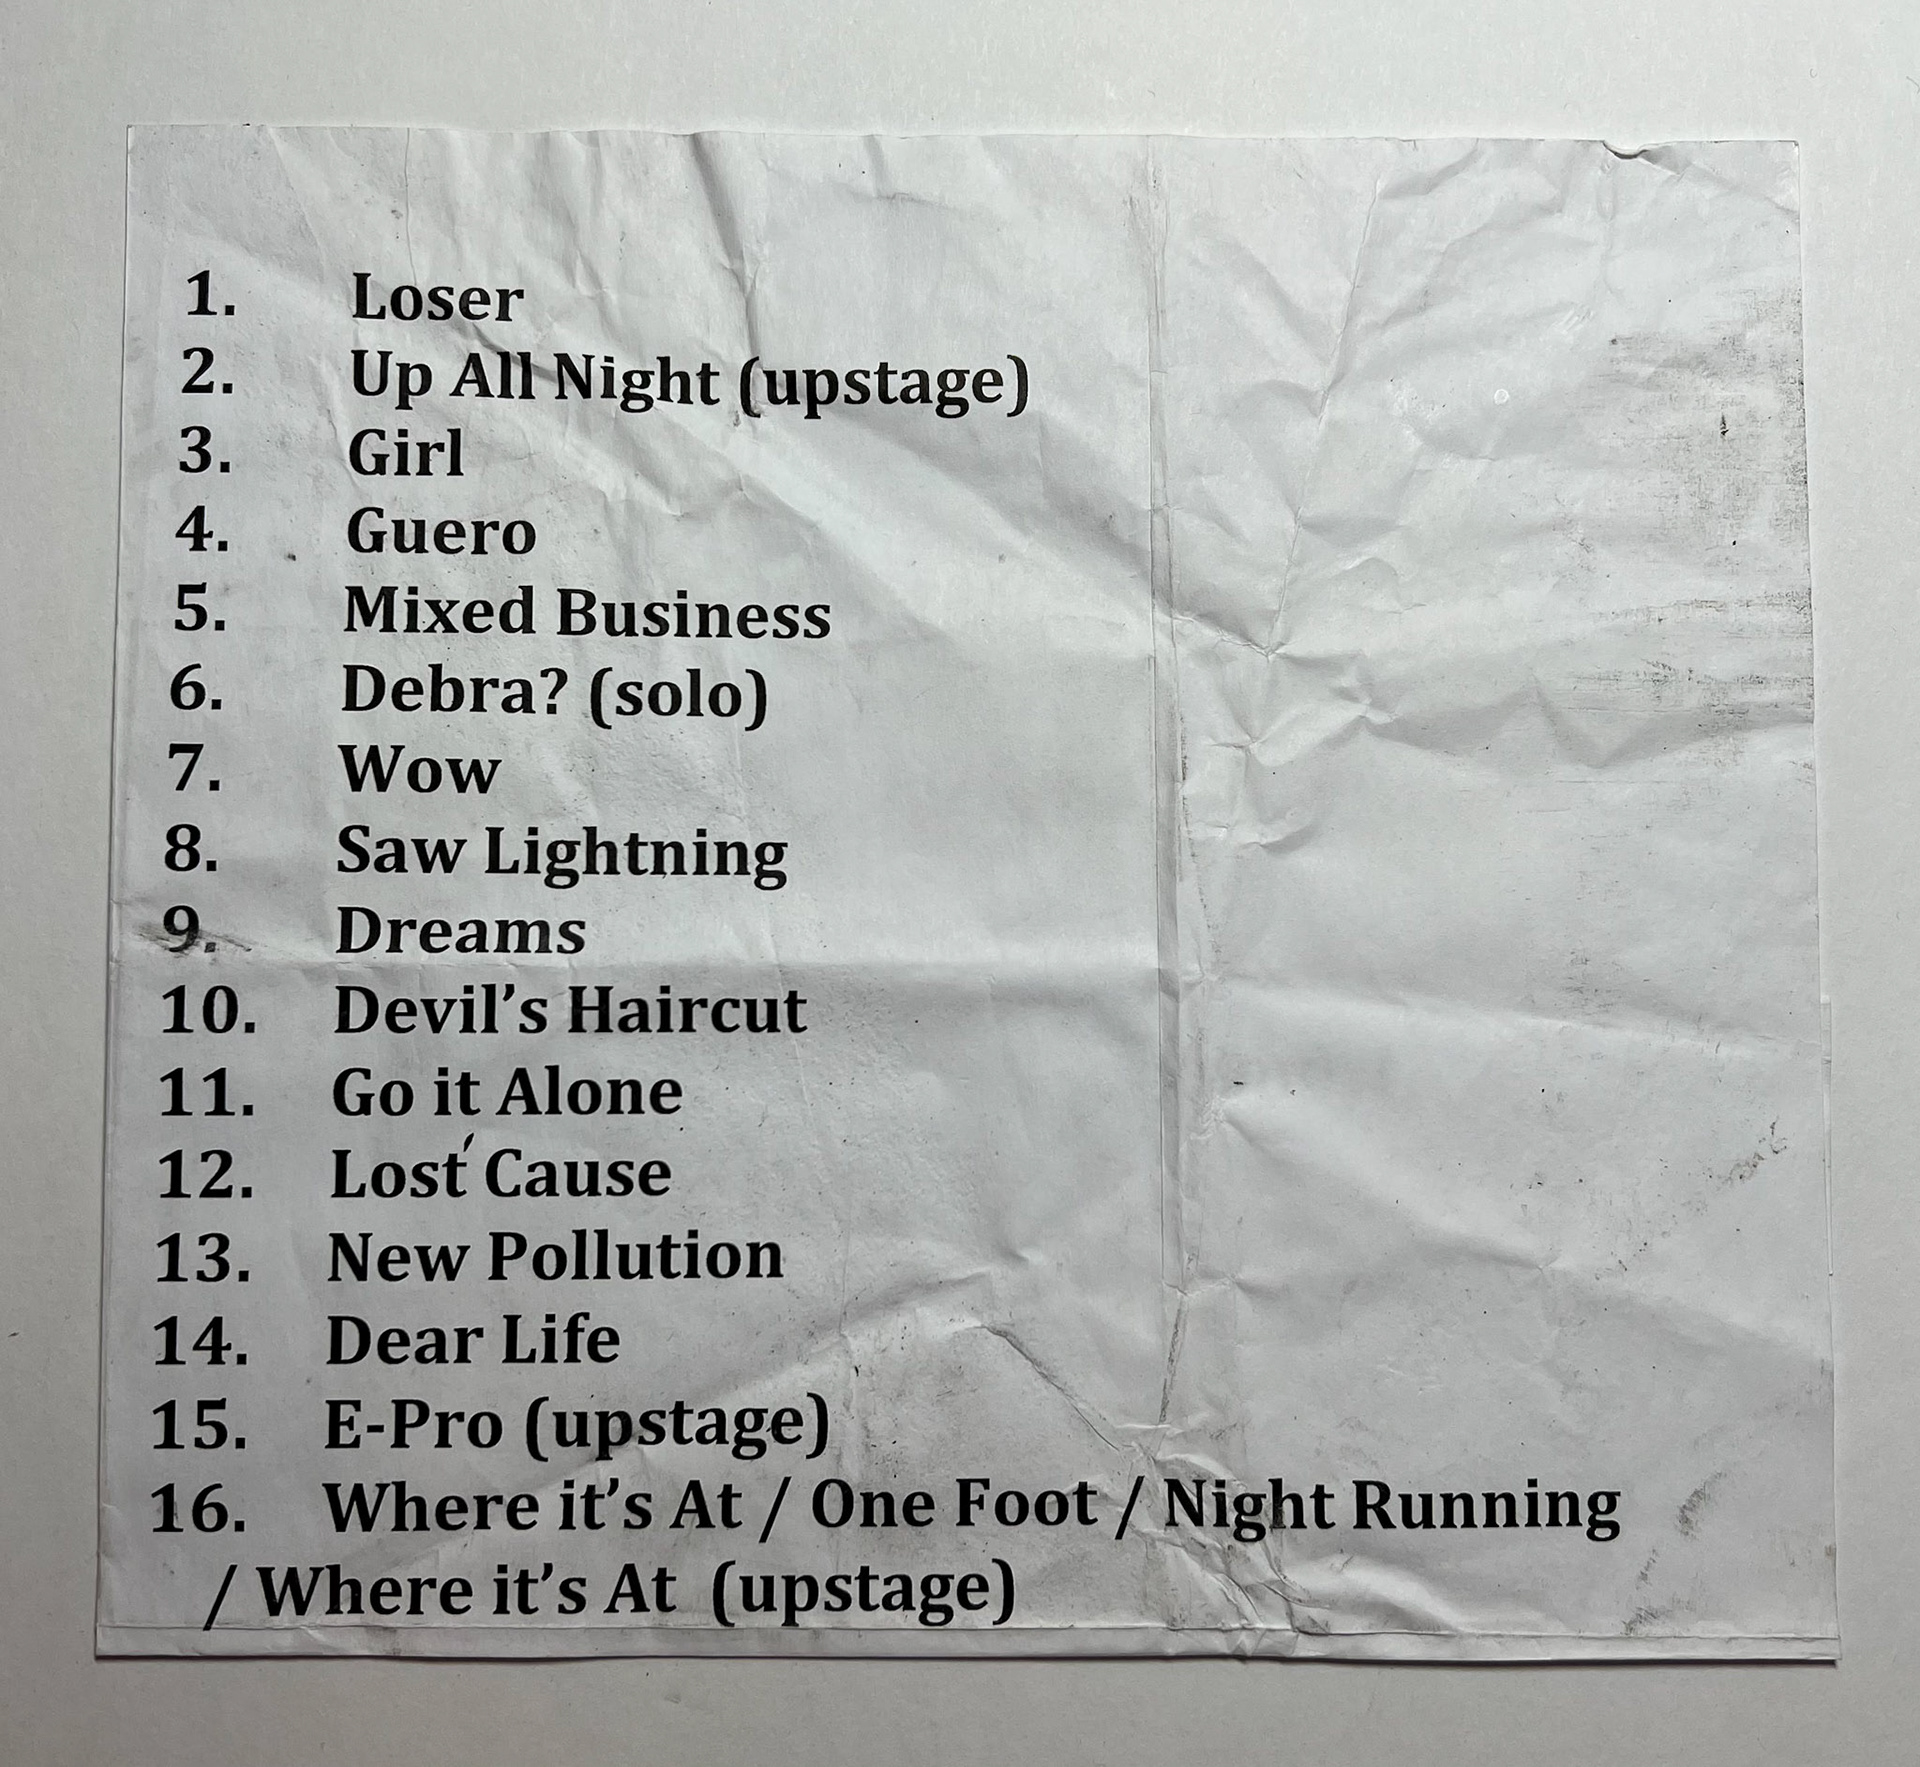 1. Loser
2. Up All Night (upstage)
3. Girl
4. Guero
5. Mixed Business
6. Debra? (solo)
7. Wow
8. Saw Lightning
9. Dreams
10. Devil’s Haircut
11. Go it Alone
12. Lost Cause
13. New Pollution
14. Dear Life
15. E-Pro (upstage)
16. Where it’s At / One Foot / Night Running
/ Where it’s At (upstage)